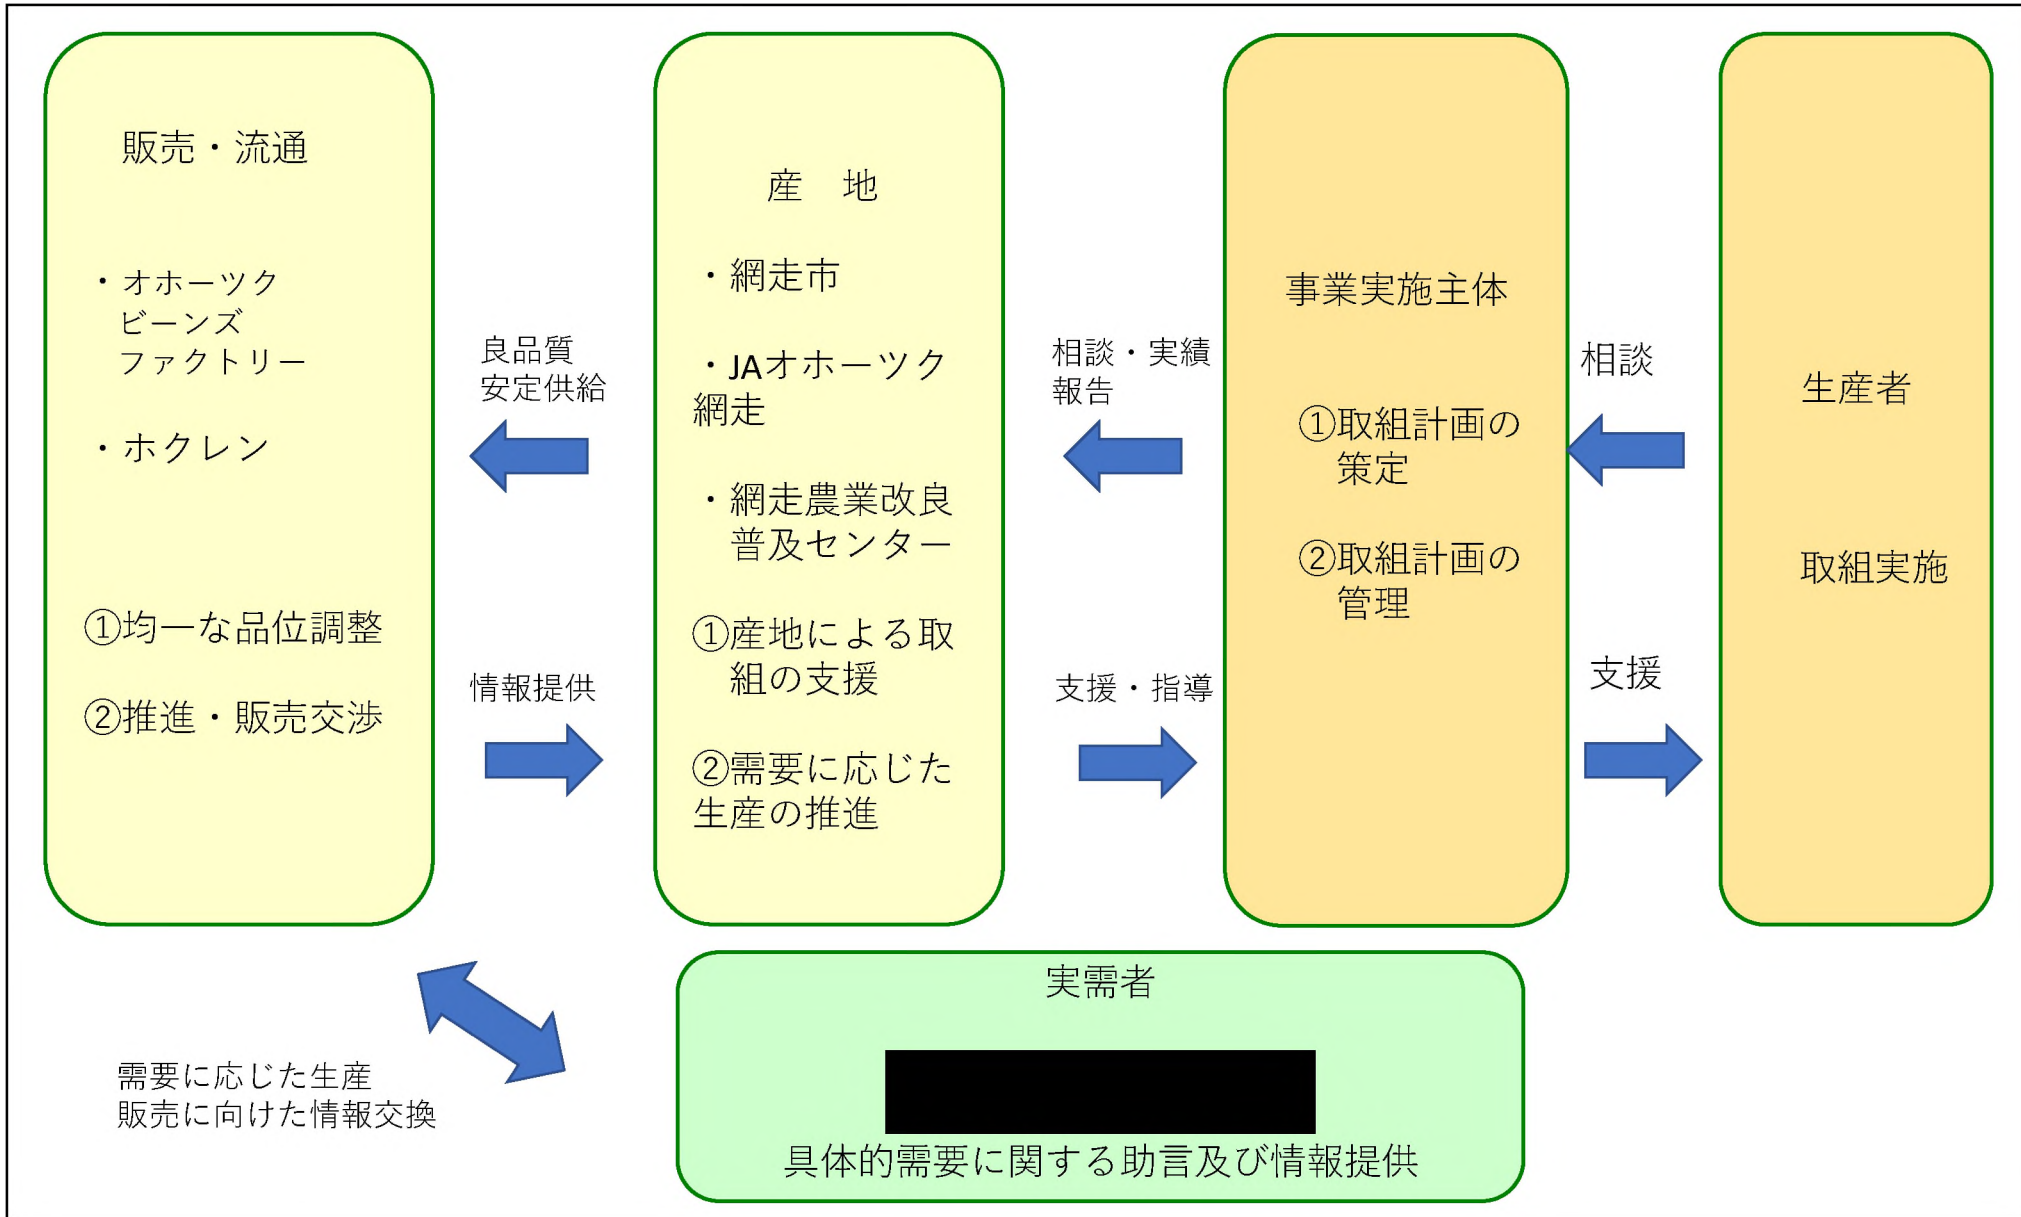 販売・流通
・オホーツク
ビーンズ
ファクトリー
・ホクレン
①均一な品位調整
②推進・販売交渉
良品質
安定供給
情報提供
産　地
・網走市
・JAオホーツク
網走
・網走農業改良
普及センター
①産地による取
組の支援
②需要に応じた
生産の推進
相談・実績
報告
支援・指導
事業実施主体
①取組計画の
策定
②取組計画の
管理
相談
支援
生産者
取組実施
需要に応じた生産
販売に向けた情報交換
実需者
具体的需要に関する助言及び情報提供